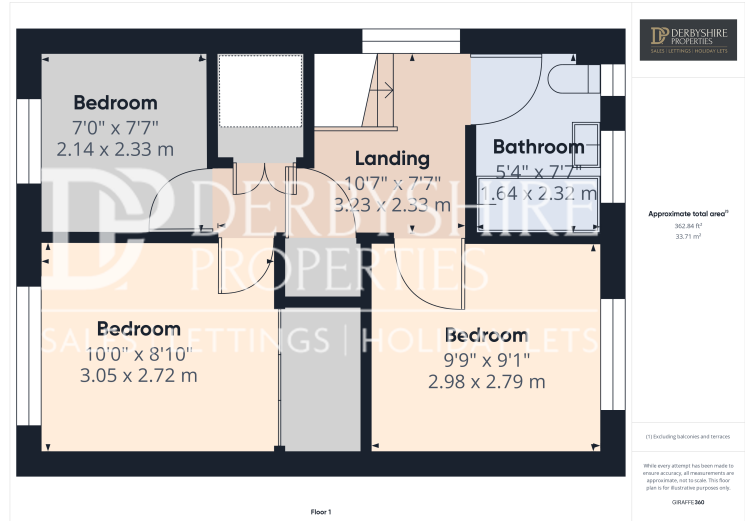 Bedroom
7'0" x 7'7"
2.14 x 2.33 m
Landing
10'7" x 7'7"
3.23 x 2.33 m
Bathroom
5'4" x 7'7"
1.64 x 2.32 m
Bedroom
10'0" x 8'10"
3.05 x 2.72 m
Bedroom
9'9" x 9'1"
2.98 x 2.79 m
DP DERBYSHIRE
PROPERTIES
SALES | LETTINGS | HOLIDAY LETS
Floor 1
DP DERBYSHIRE
PROPERTIES
SALES | LETTINGS | HOLIDAY LETS
Approximate total area⁽¹⁾
362.84 ft²
33.71 m²
(1) Excluding balconies and terraces
While every attempt has been made to
ensure accuracy, all measurements are
approximate, not to scale. This floor
plan is for illustrative purposes only.
GIRAFFE360